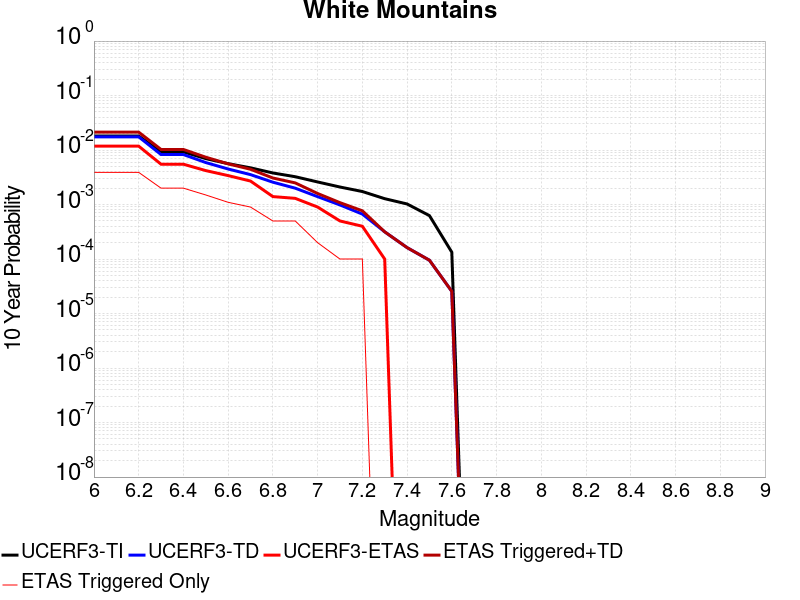 White Mountains
10^0
10^-1
10^-2
10^-3
10^-4
10^-5
10^-6
10^-7
10^-8
10 Year Probability
6 6.2 6.4 6.6 6.8 7 7.2 7.4 7.6 7.8 8 8.2 8.4 8.6 8.8 9
Magnitude
UCERF3-TI UCERF3-TD UCERF3-ETAS ETAS Triggered+TD
ETAS Triggered Only